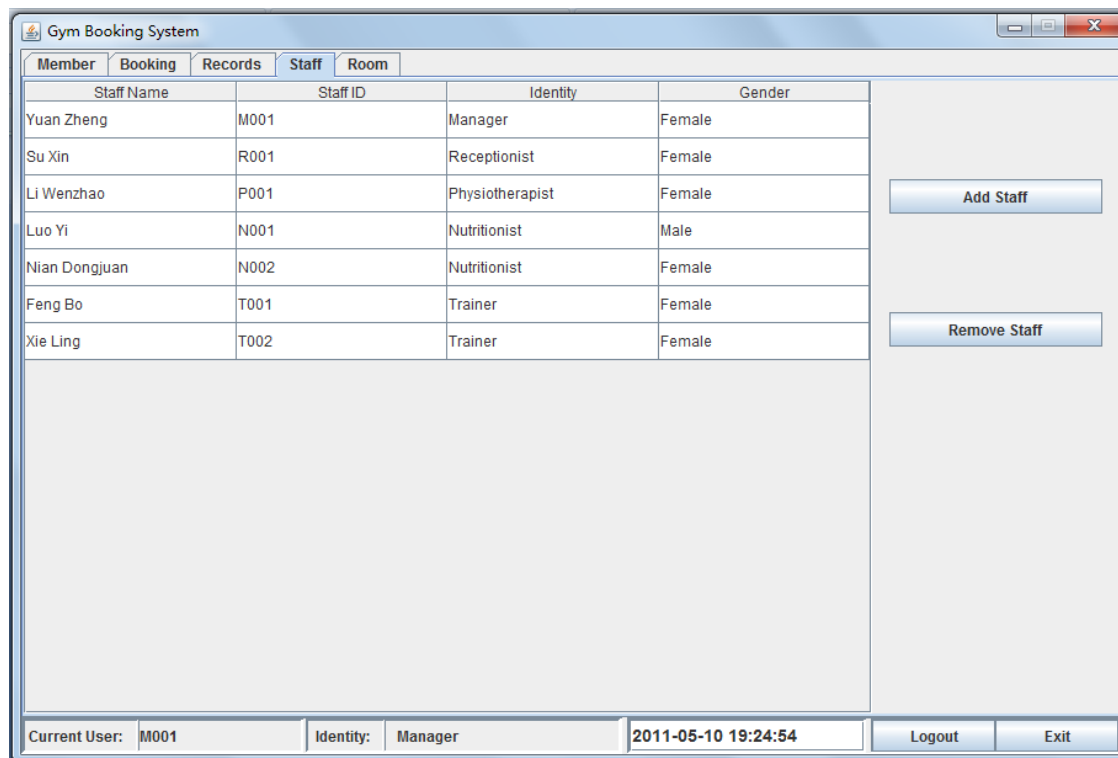 Gym Booking System
Member Booking Records Staff Room
Staff Name Staff ID Identity Gender
Yuan Zheng M001 Manager Female
Su Xin R001 Receptionist Female
Li Wenzhao P001 Physiotherapist Female
Add Staff
Luo Yi N001 Nutritionist Male
Nian Dongjuan N002 Nutritionist Female
Feng Bo T001 Trainer Female
Remove Staff
Xie Ling T002 Trainer Female
Current User: M001 Identity: Manager 2011-05-10 19:24:54 Logout Exit